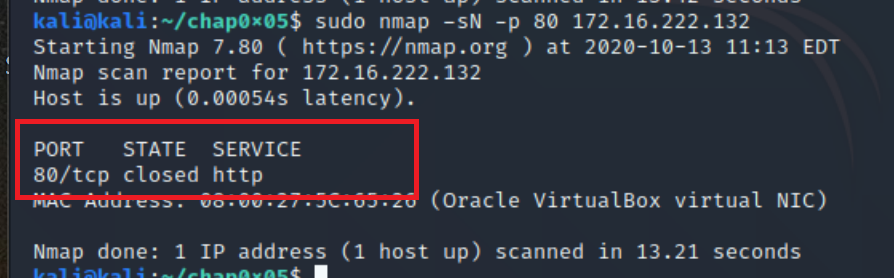 Nmap done: 1 IP address (1 host up) scanned in 13.42 seconds
kali@kali:~/chap0×05$ sudo nmap -sN -p 80 172.16.222.132
Starting Nmap 7.80 ( https://nmap.org ) at 2020-10-13 11:13 EDT
Nmap scan report for 172.16.222.132
Host is up (0.00054s latency).
PORT STATE SERVICE
80/tcp closed http
MAC Address: 08:00:27:5C:65:26 (Oracle VirtualBox virtual NIC)
Nmap done: 1 IP address (1 host up) scanned in 13.21 seconds
kali@kali:~/chap0×05$